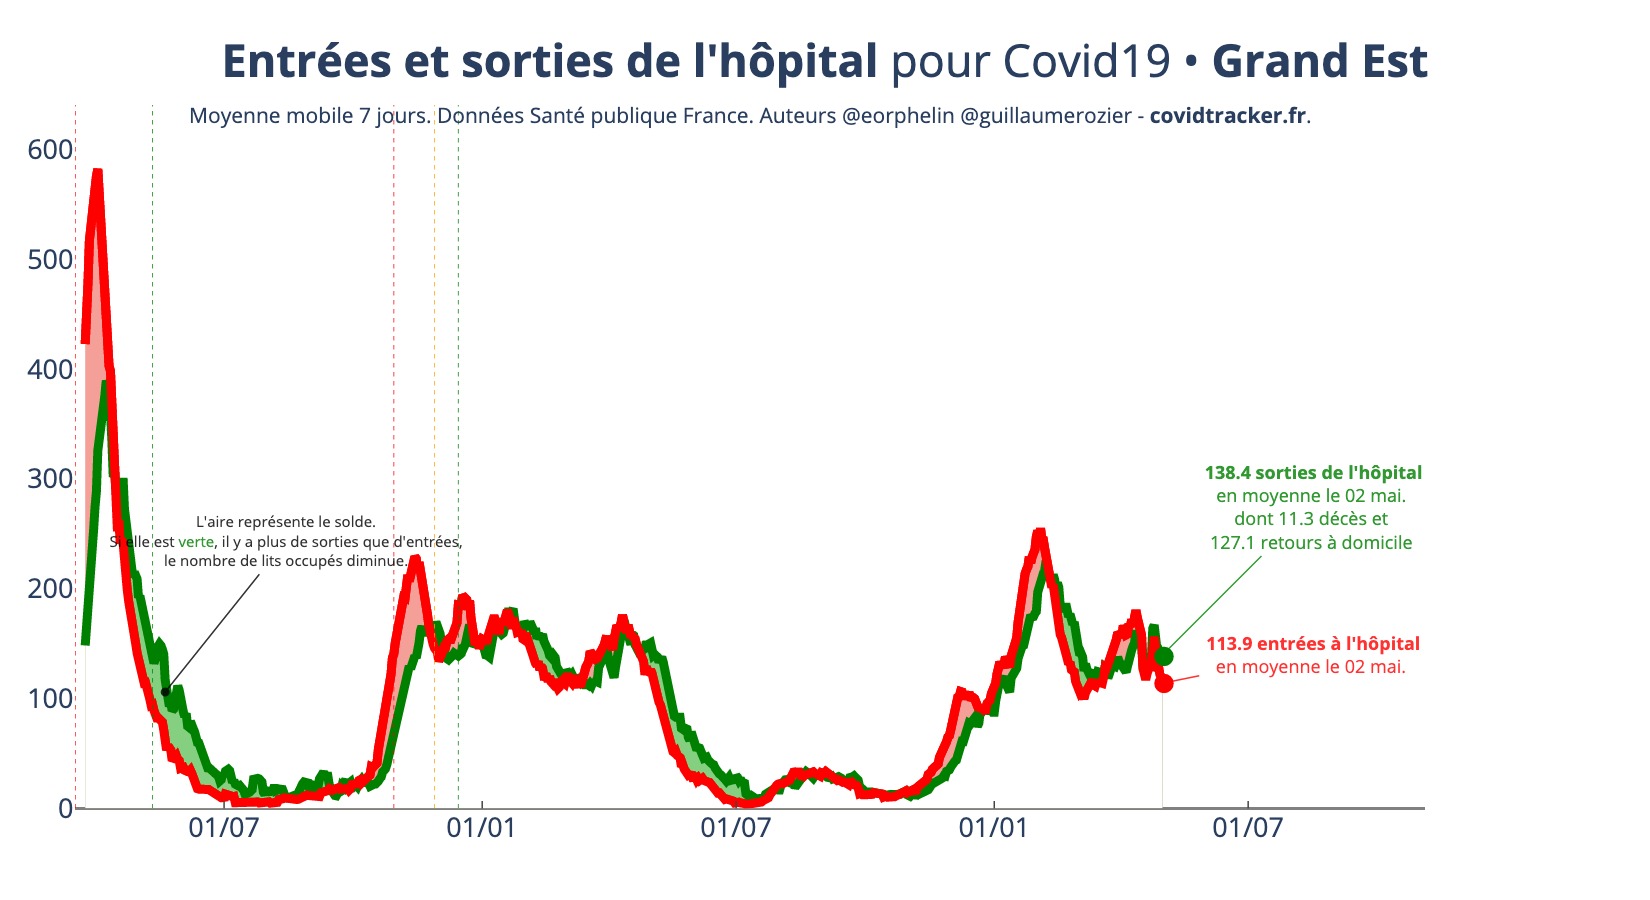 Entrées et sorties de l'hôpital pour Covid19 • Grand Est
Moyenne mobile 7 jours. Données Santé publique France. Auteurs @eorphelin @guillaumerozier - covidtracker.fr.
600
500
400
300
200
100
0
L'aire représente le solde.
Si elle est verte, il y a plus de sorties que d'entrées,
le nombre de lits occupés diminue.
138.4 sorties de l'hôpital
en moyenne le 02 mai.
dont 11.3 décès et
127.1 retours à domicile
113.9 entrées à l'hôpital
en moyenne le 02 mai.
01/07
01/01
01/07
01/01
01/07